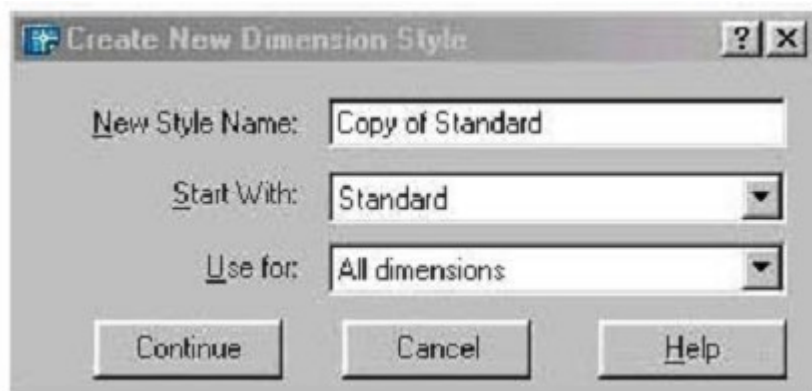 Create New Dimension Style
New Style Name: Copy of Standard
Start With: Standard
Use for: All dimensions
Continue Cancel Help